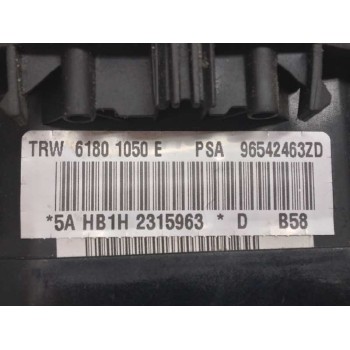 TRW 6180 1050 E PSA 96542463ZD
*5A HB1H 2315963 * D B58